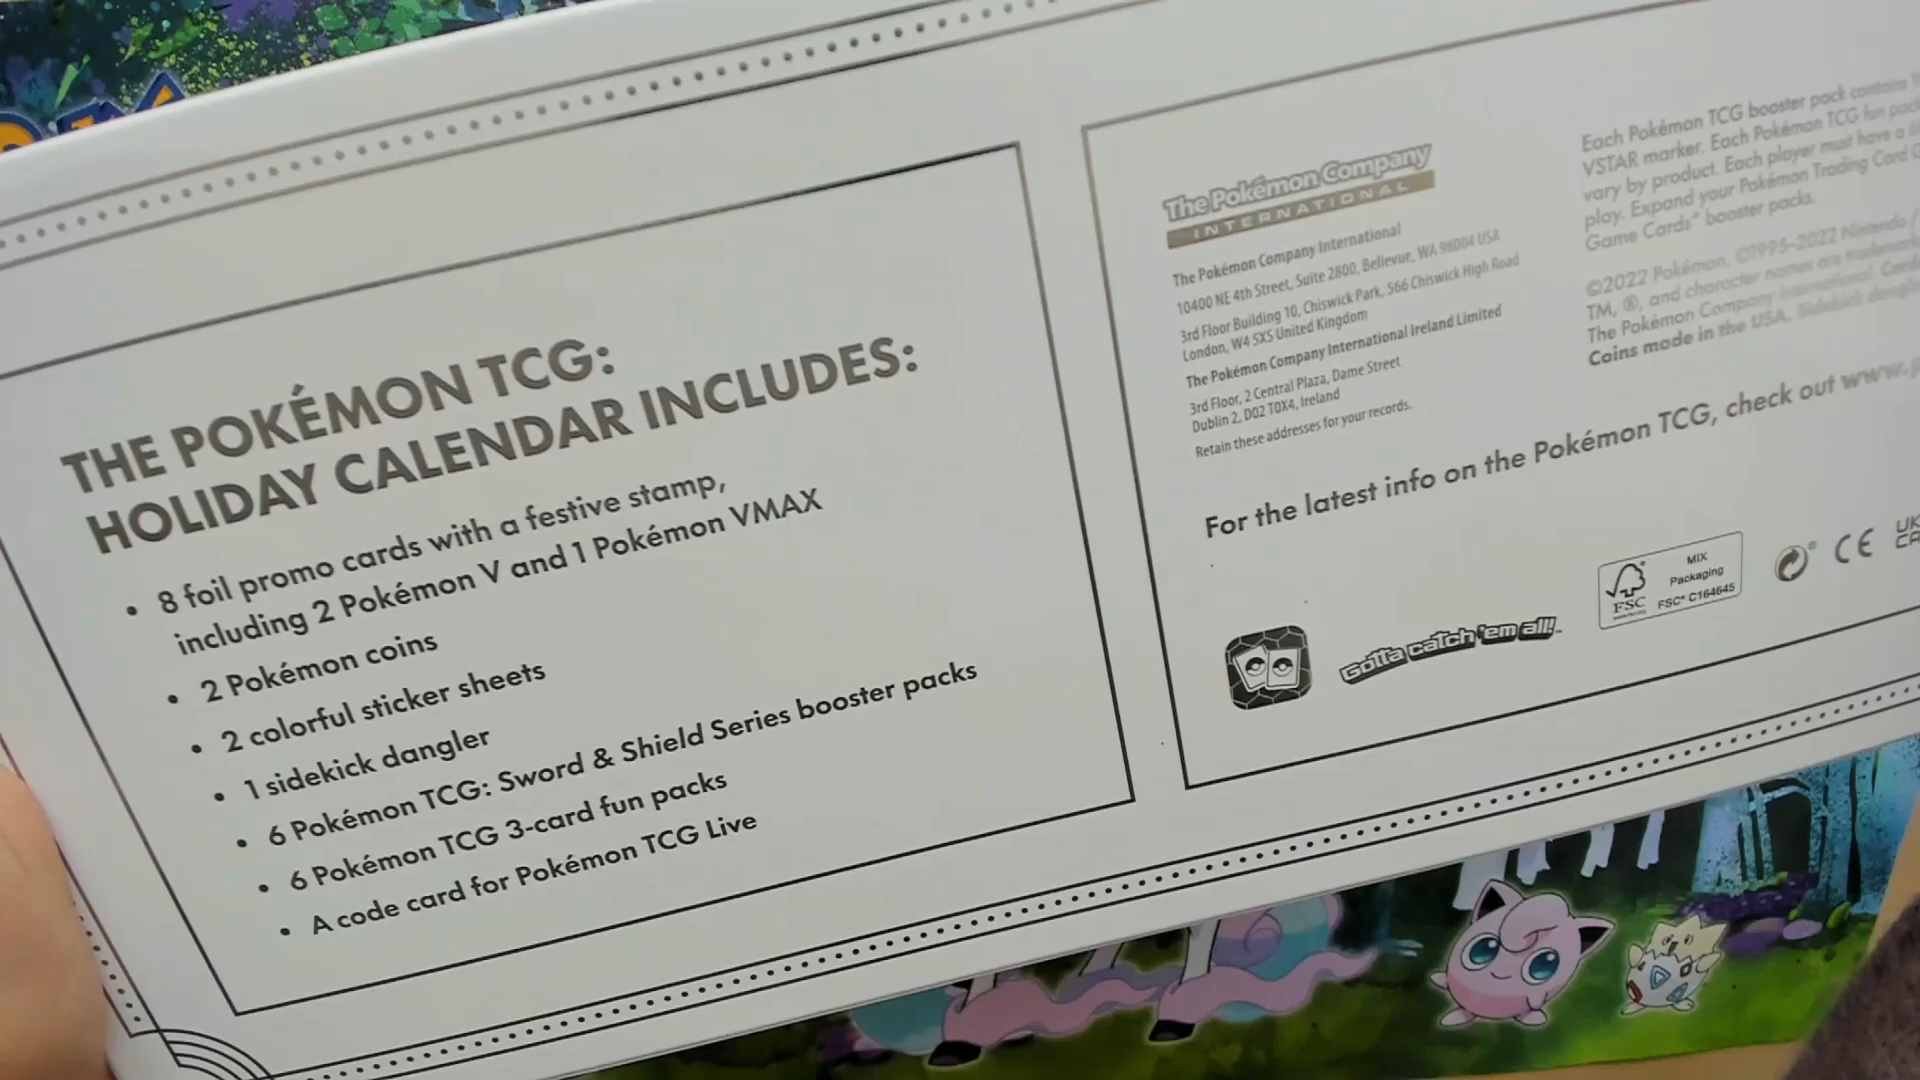 THE POKÉMON TCG:
HOLIDAY CALENDAR INCLUDES:
• 8 foil promo cards with a festive stamp,
including 2 Pokémon V and 1 Pokémon VMAX
• 2 Pokémon coins
• 2 colorful sticker sheets
• 1 sidekick dangler
• 6 Pokémon TCG: Sword & Shield Series booster packs
• 6 Pokémon TCG 3-card fun packs
• A code card for Pokémon TCG Live
The Pokémon Company
INTERNATIONAL
The Pokémon Company International
10400 NE 4th Street, Suite 2800, Bellevue, WA 98004 USA
3rd Floor Building 10, Chiswick Park, 566 Chiswick High Road
London, W4 5XS United Kingdom
The Pokémon Company International Ireland Limited
3rd Floor, 2 Central Plaza, Dame Street
Dublin 2, D02 T0X4, Ireland
Retain these addresses for your records.
Each Pokémon TCG booster pack contains
VSTAR marker. Each Pokémon TCG fun
vary by product. Each player must have a
play. Expand your Pokémon Trading Card
Game Cards" booster packs.
©2022 Pokémon. ©1995–2022 Nintendo /
TM, ®, and character names are
The Pokémon Company International.
Coins made in the USA. Sidekick
For the latest info on the Pokémon TCG, check out www.
Gotta catch 'em all!™
FSC
MIX
Packaging
FSC® C164645
CE
UK
CA